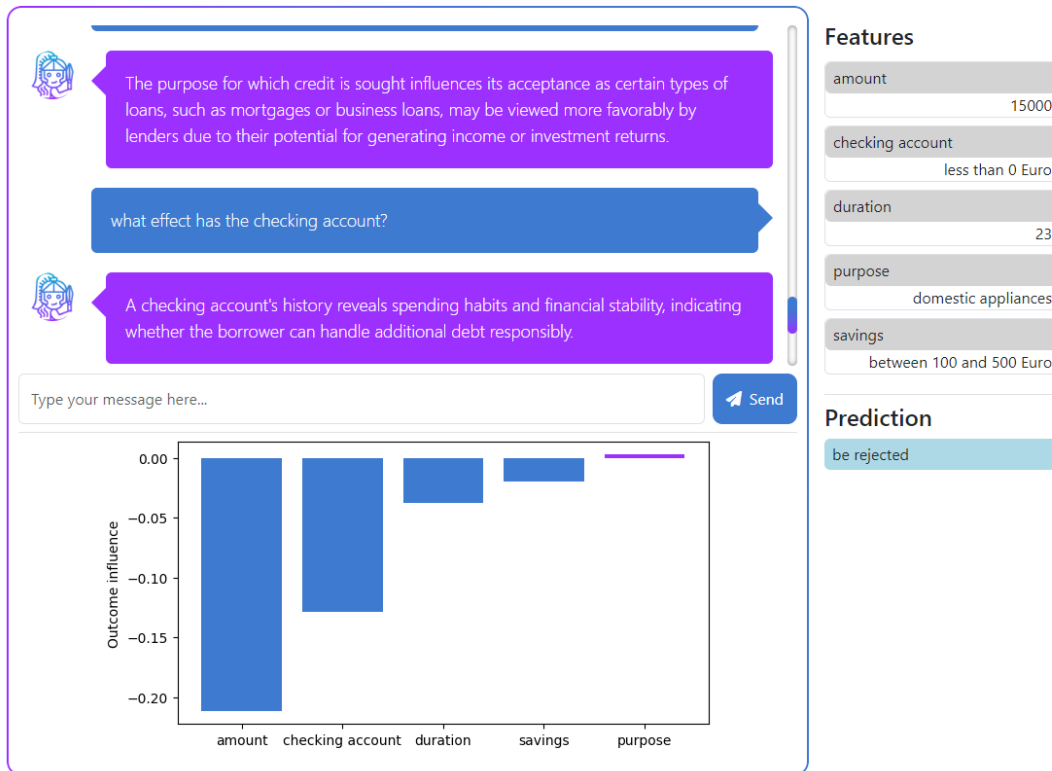 The purpose for which credit is sought influences its acceptance as certain types of
loans, such as mortgages or business loans, may be viewed more favorably by
lenders due to their potential for generating income or investment returns.
what effect has the checking account?
A checking account's history reveals spending habits and financial stability, indicating
whether the borrower can handle additional debt responsibly.
Type your message here...
Send
0.00
−0.05
−0.10
−0.15
−0.20
Outcome influence
amount checking account duration savings purpose
Features
amount
15000
checking account
less than 0 Euro
duration
23
purpose
domestic appliances
savings
between 100 and 500 Euro
Prediction
be rejected